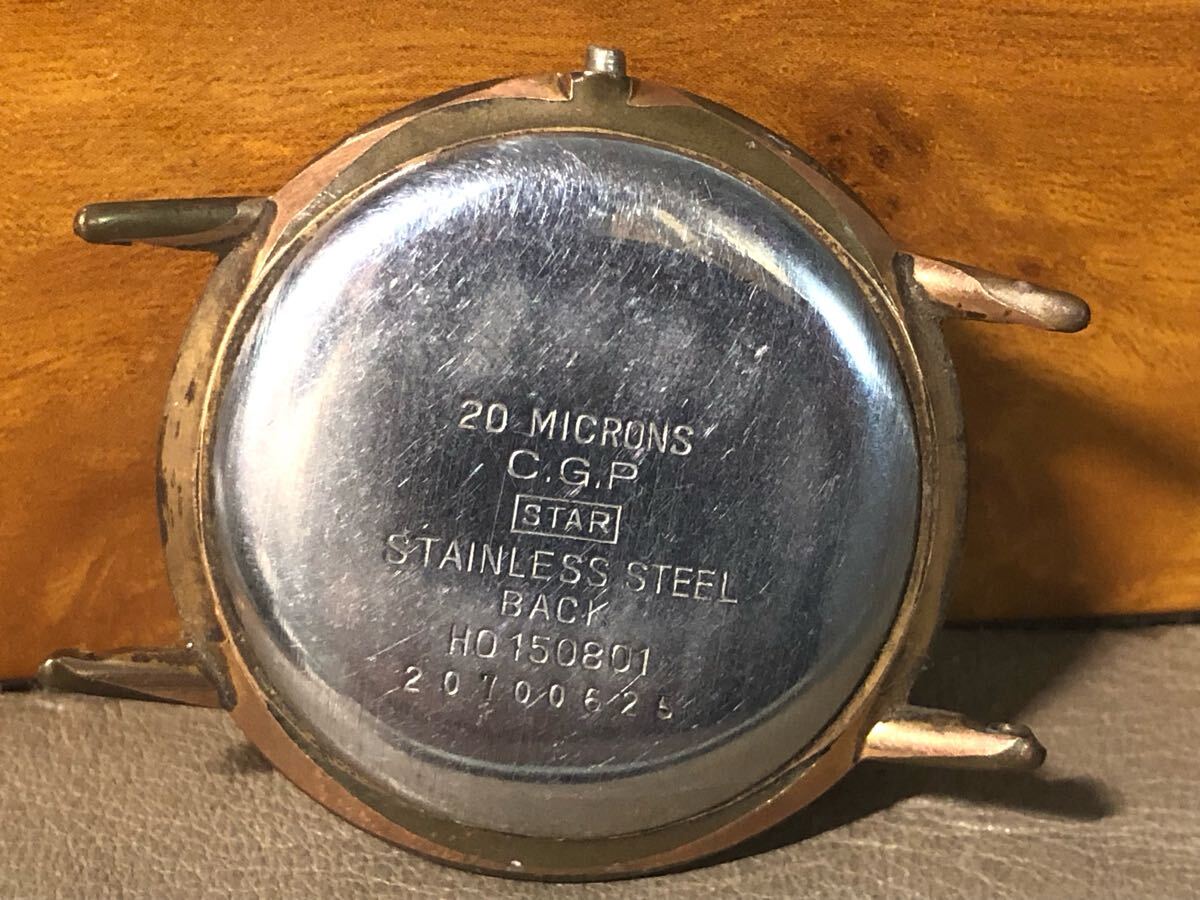 20 MICRONS
C.G.P
STAR
STAINLESS STEEL
BACK
HO150801
20700625